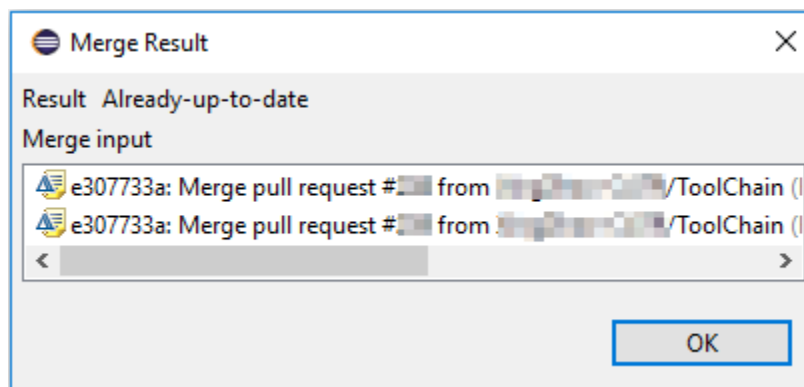 Merge Result
Result Already-up-to-date
Merge input
e307733a: Merge pull request # from /ToolChain (
e307733a: Merge pull request # from /ToolChain (
OK